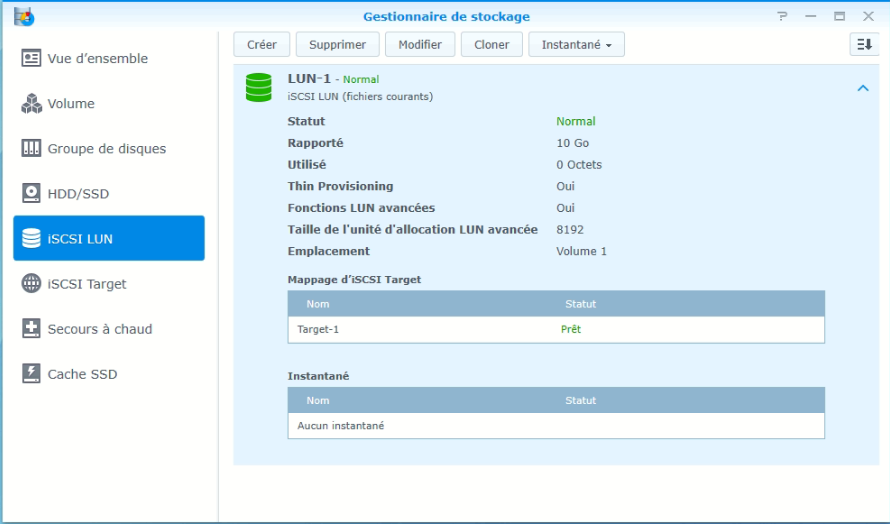 Gestionnaire de stockage
Vue d'ensemble
Volume
Groupe de disques
HDD/SSD
iSCSI LUN
iSCSI Target
Secours à chaud
Cache SSD
Créer Supprimer Modifier Cloner Instantané
LUN-1 - Normal
iSCSI LUN (fichiers courants)
Statut Normal
Rapporté 10 Go
Utilisé 0 Octets
Thin Provisioning Oui
Fonctions LUN avancées Oui
Taille de l'unité d'allocation LUN avancée 8192
Emplacement Volume 1
Mappage d'iSCSI Target
Nom Statut
Target-1 Prêt
Instantané
Nom Statut
Aucun instantané